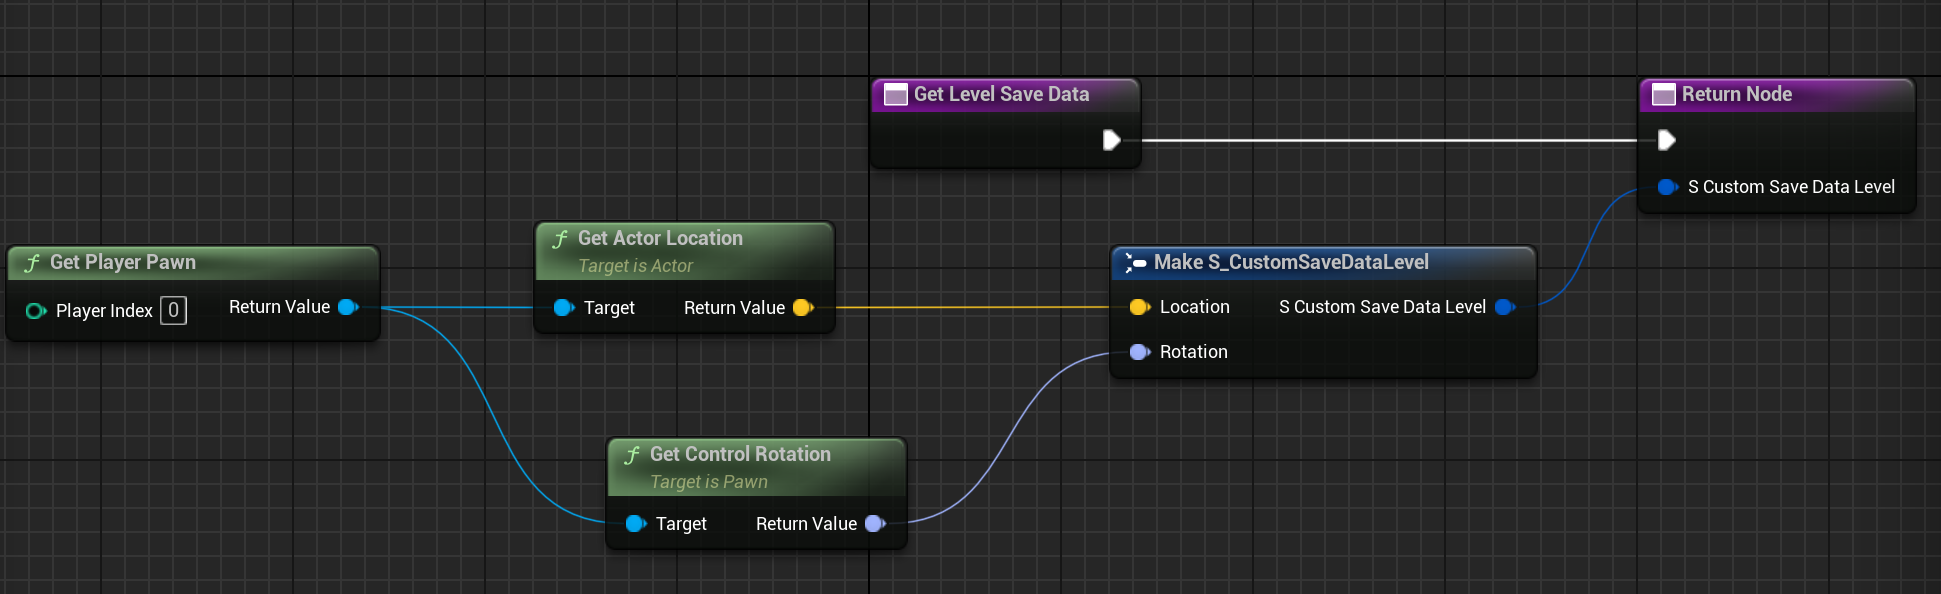 Get Level Save Data
Return Node
S Custom Save Data Level
ƒ Get Player Pawn
Player Index 0 Return Value
ƒ Get Actor Location
Target is Actor
Target Return Value
Make S_CustomSaveDataLevel
Location S Custom Save Data Level
Rotation
ƒ Get Control Rotation
Target is Pawn
Target Return Value